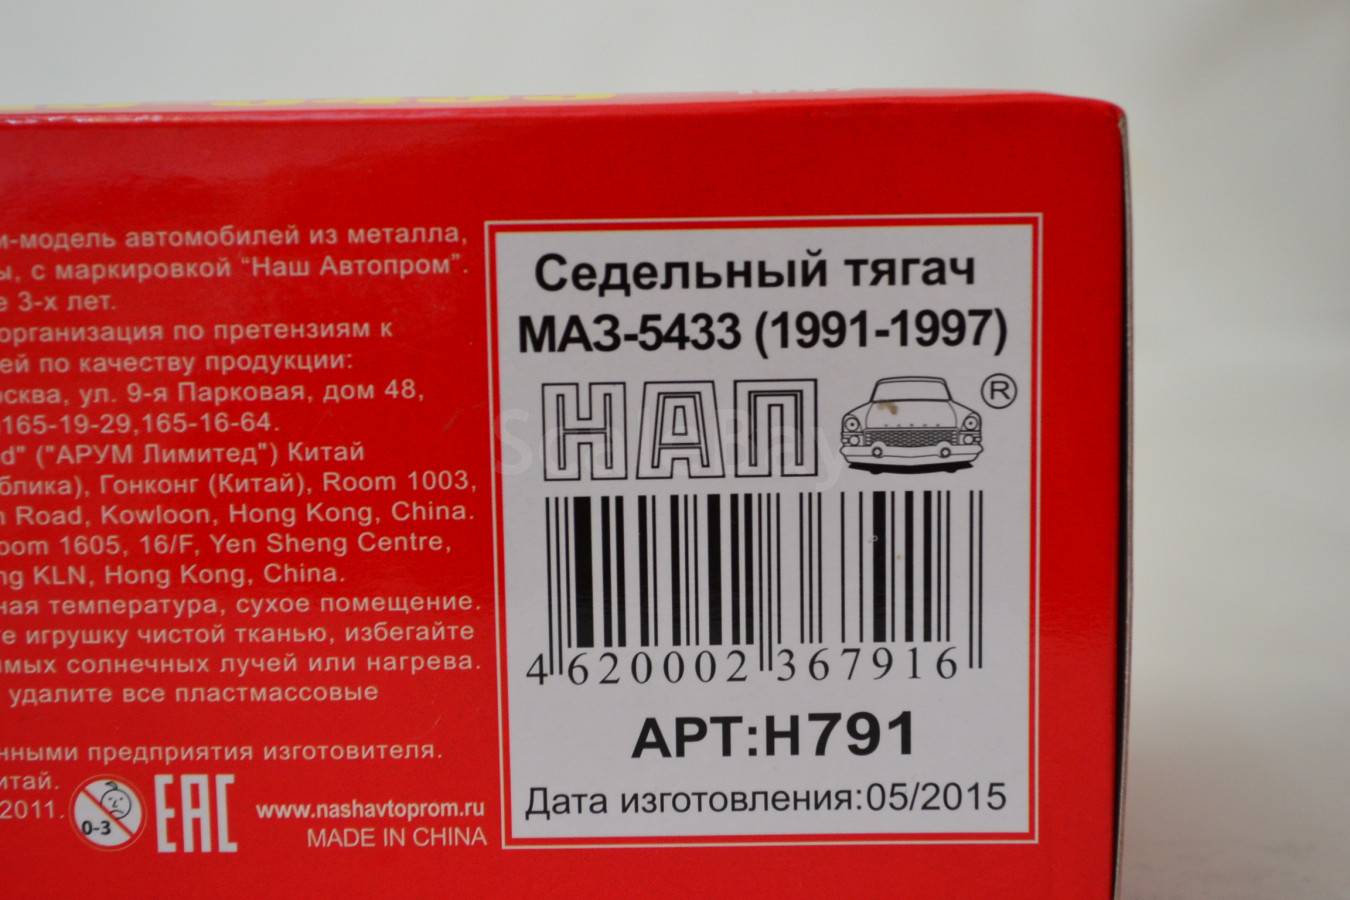 и-модель автомобилей из металла,
ы, с маркировкой “Наш Автопром”.
е 3-х лет.
организация по претензиям к
ей по качеству продукции:
осква, ул. 9-я Парковая, дом 48,
165-19-29,165-16-64.
d" ("АРУМ Лимитед") Китай
блика), Гонконг (Китай), Room 1003,
n Road, Kowloon, Hong Kong, China.
oom 1605, 16/F, Yen Sheng Centre,
ng KLN, Hong Kong, China.
ная температура, сухое помещение.
те игрушку чистой тканью, избегайте
ямых солнечных лучей или нагрева.
удалите все пластмассовые
нными предприятия изготовителя.
итай.
2011.
0-3
EAC
www.nashavtoprom.ru
MADE IN CHINA
Седельный тягач
МАЗ-5433 (1991-1997)
НАП ®
Scale Bay
4 620002 367916
АРТ:Н791
Дата изготовления:05/2015